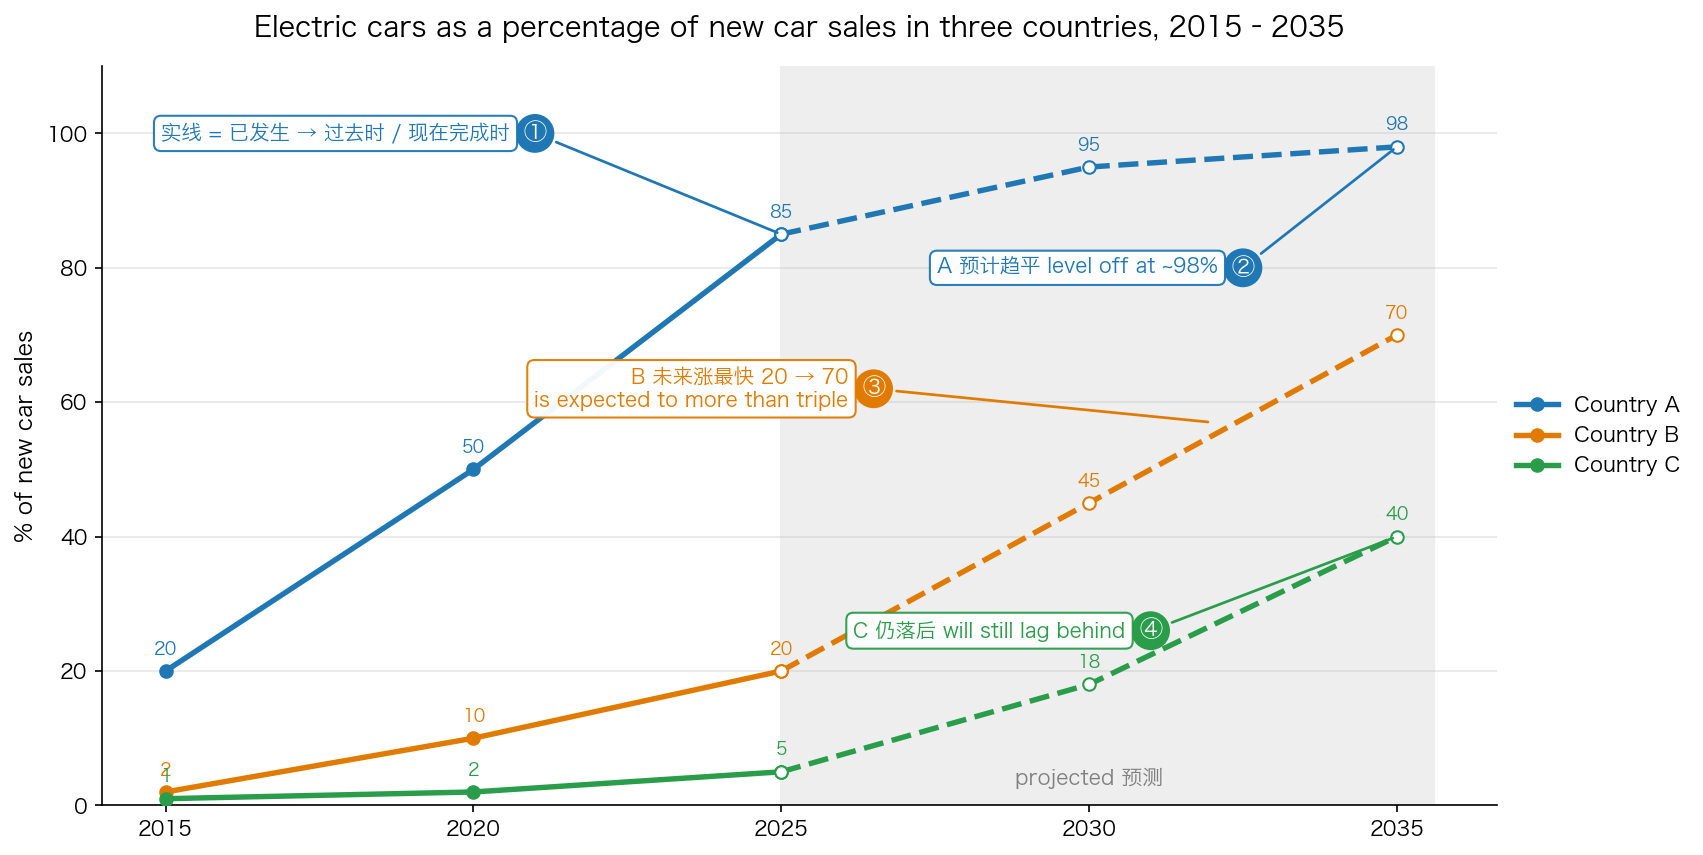 Electric cars as a percentage of new car sales in three countries, 2015 - 2035
% of new car sales
100
80
60
40
20
0
2015
2020
2025
2030
2035
实线 = 已发生 → 过去时 / 现在完成时 ①
A 预计趋平 level off at ~98% ②
B 未来涨最快 20 → 70
is expected to more than triple ③
C 仍落后 will still lag behind ④
20
50
85
95
98
2
10
20
45
70
1
2
5
18
40
projected 预测
Country A
Country B
Country C